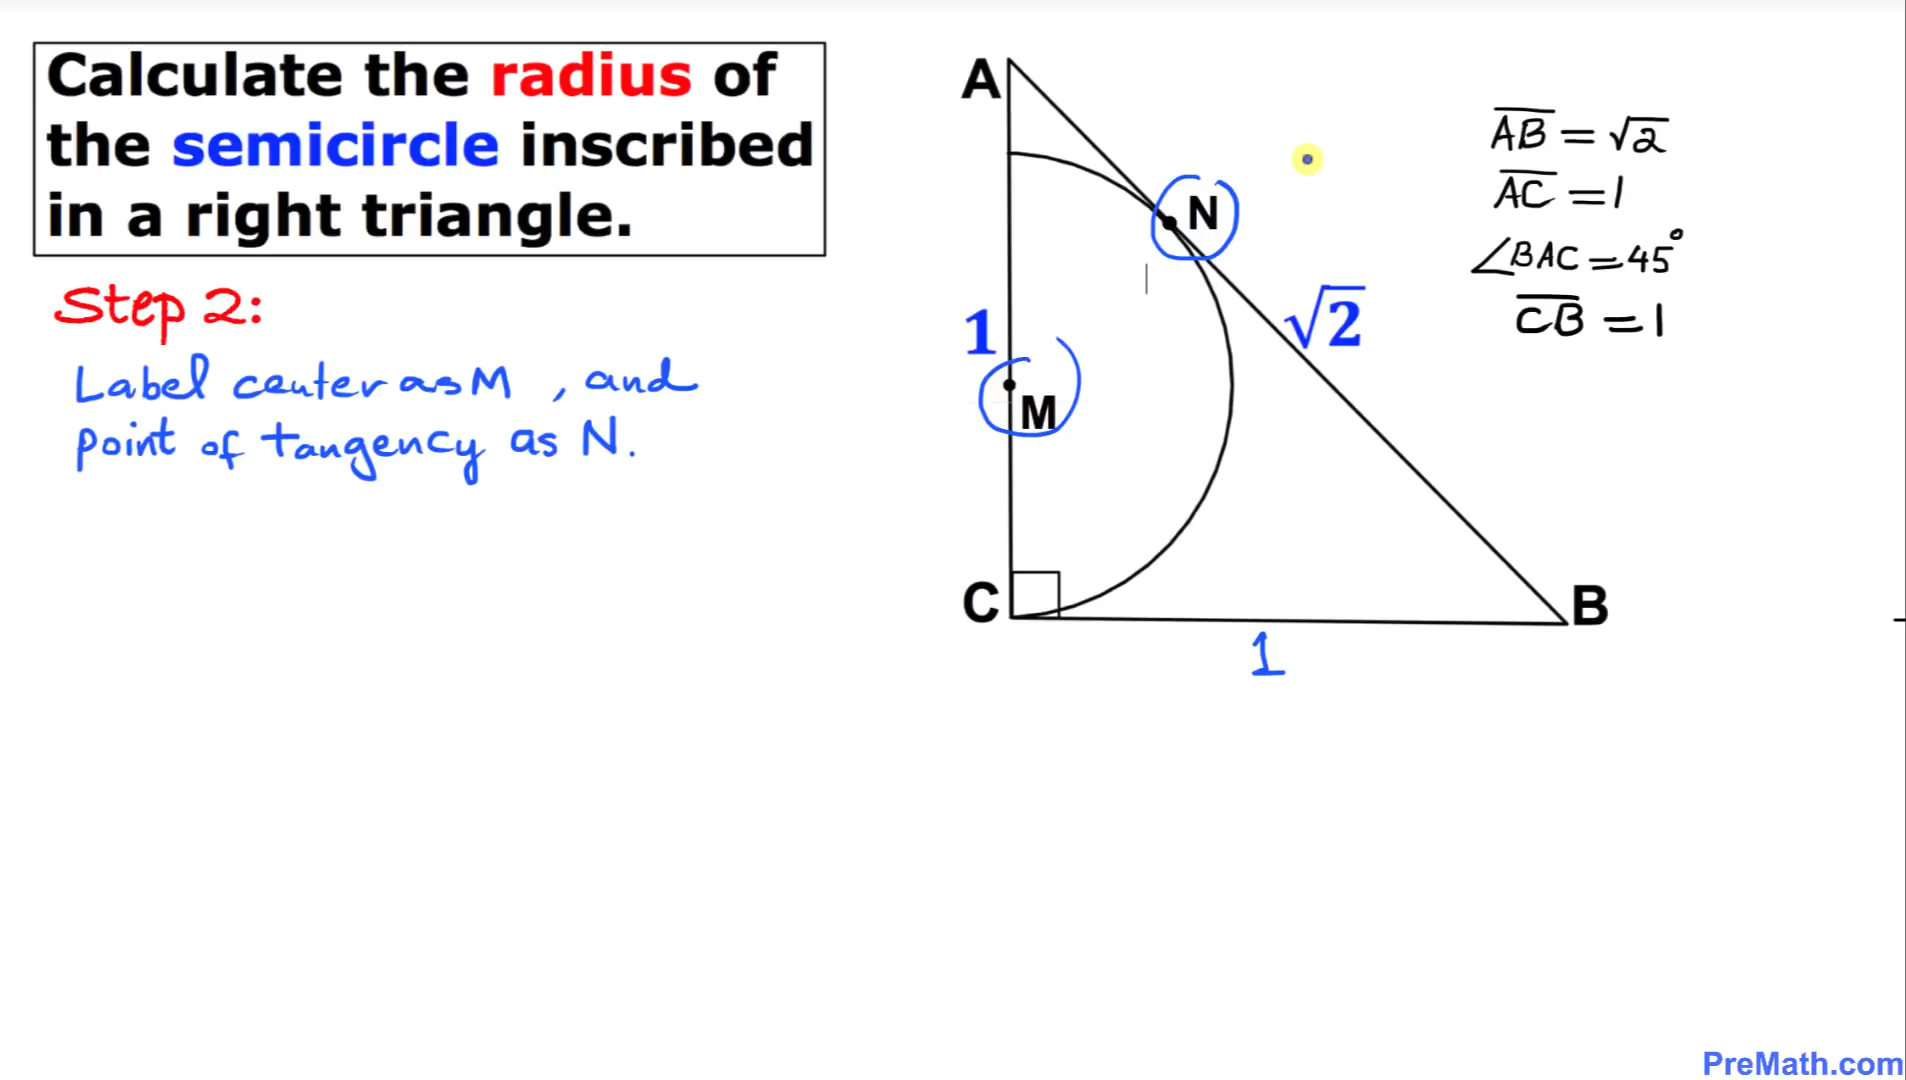 Calculate the radius of
the semicircle inscribed
in a right triangle.
Step 2:
Label center as M , and
point of tangency as N.
A
N
1
√2
M
C
B
1
AB = √2
AC = 1
∠BAC = 45°
CB = 1
PreMath.com